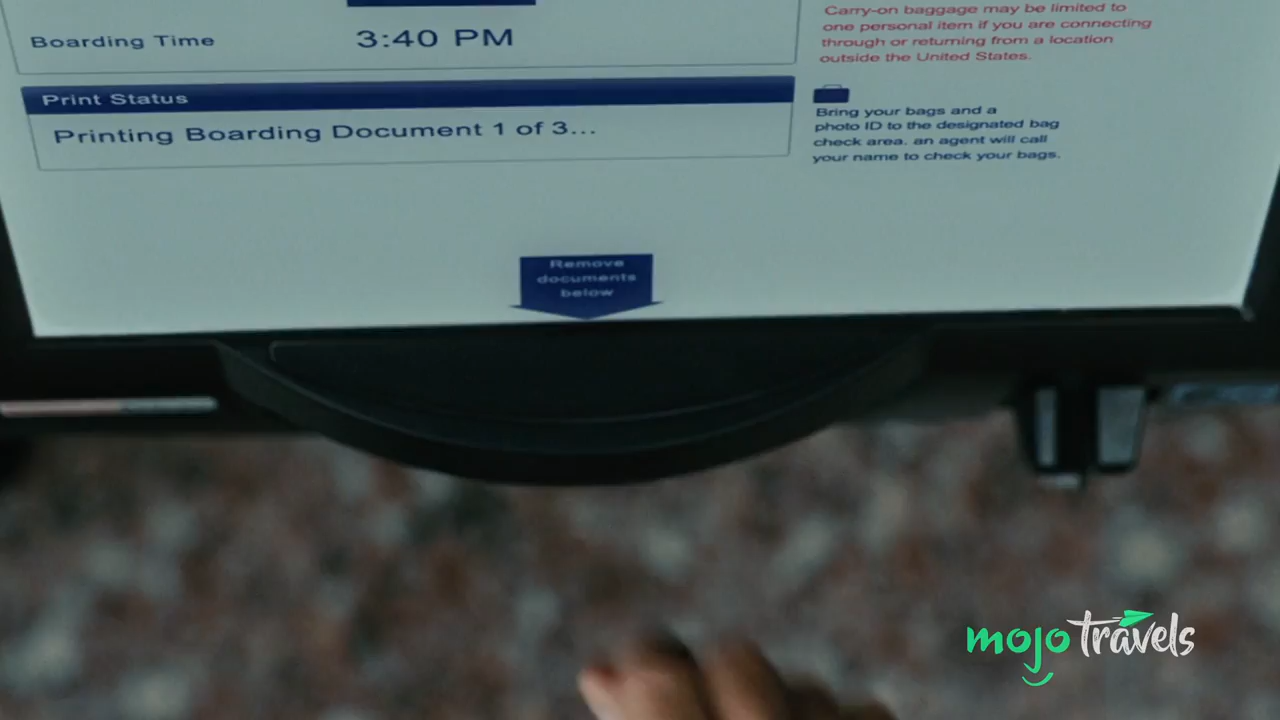 Boarding Time 3:40 PM
Print Status
Printing Boarding Document 1 of 3...
Carry-on baggage may be limited to
one personal item if you are connecting
through or returning from a location
outside the United States.
Bring your bags and a
photo ID to the designated bag
check area. an agent will call
your name to check your bags.
Remove
documents
below
mojo travels